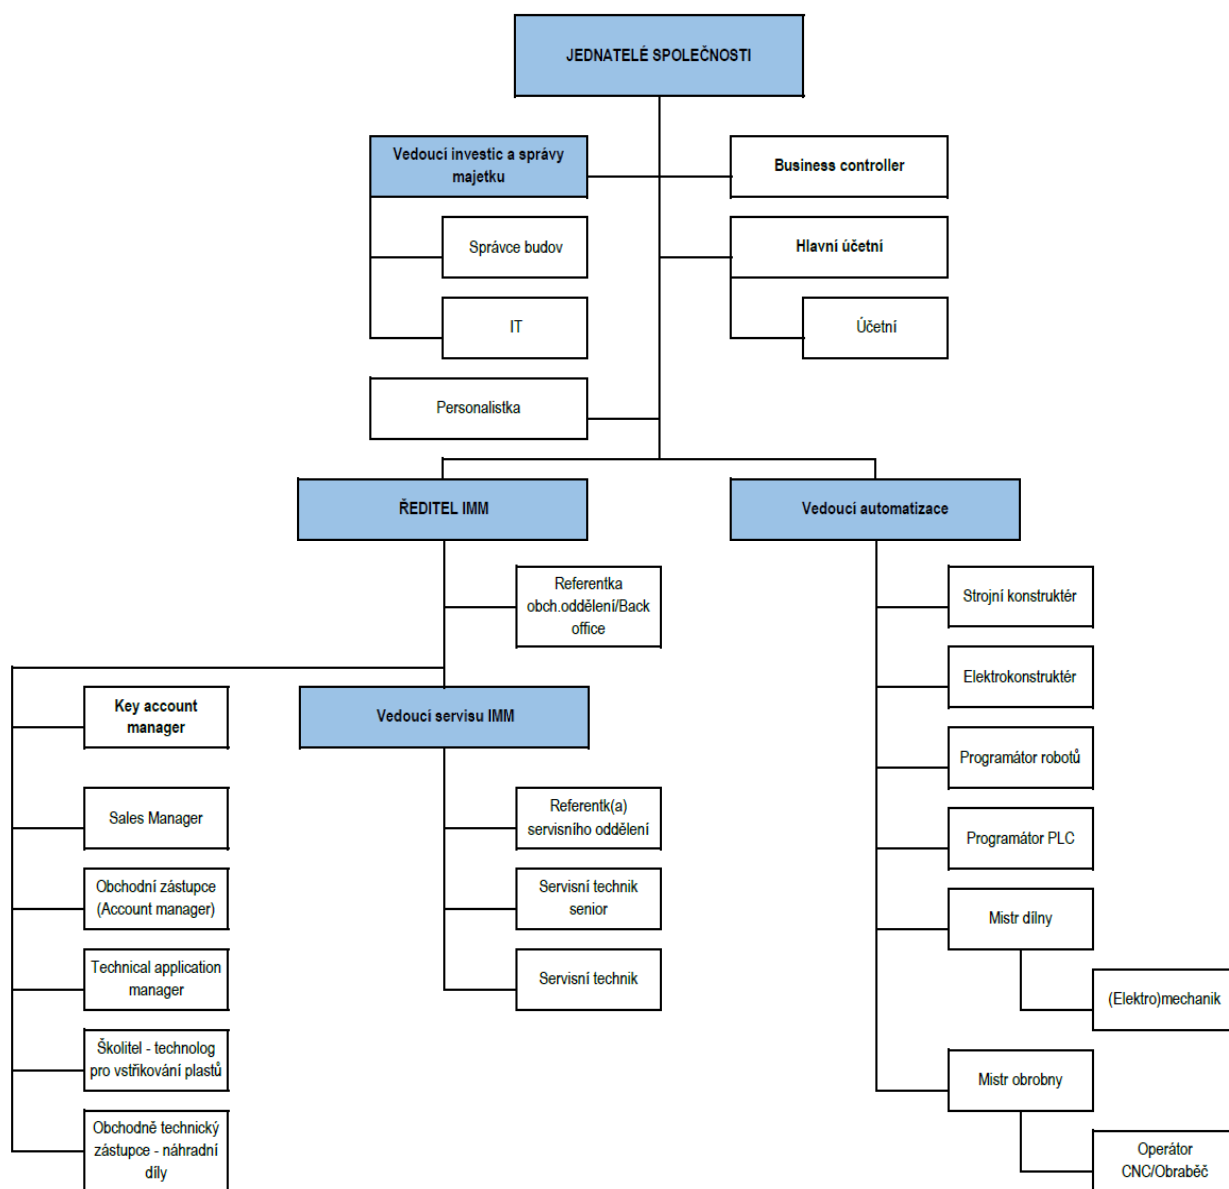 JEDNATELÉ SPOLEČNOSTI
Vedoucí investic a správy
majetku
Business controller
Správce budov
Hlavní účetní
IT
Účetní
Personalistka
ŘEDITEL IMM
Vedoucí automatizace
Referentka
obch.oddělení/Back
office
Strojní konstruktér
Elektrokonstruktér
Key account
manager
Vedoucí servisu IMM
Programátor robotů
Sales Manager
Referentk(a)
servisního oddělení
Programátor PLC
Obchodní zástupce
(Account manager)
Servisní technik
senior
Mistr dílny
Technical application
manager
Servisní technik
(Elektro)mechanik
Školitel - technolog
pro vstřikování plastů
Mistr obrobny
Obchodně technický
zástupce - náhradní
díly
Operátor
CNC/Obraběč